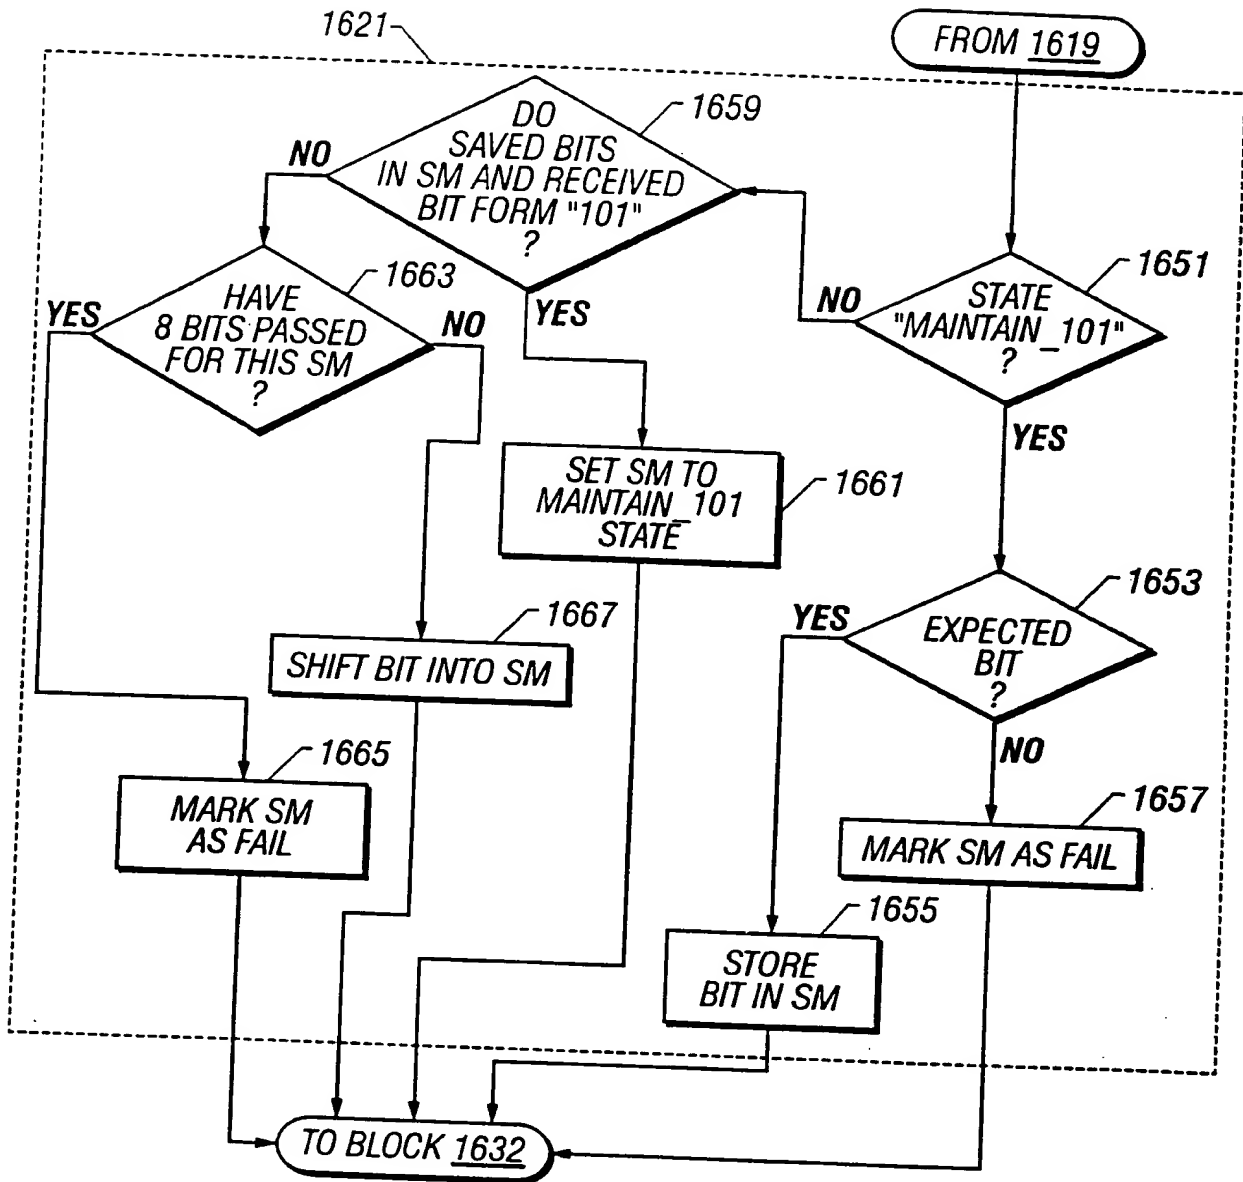 1621
FROM 1619
DO
SAVED BITS
IN SM AND RECEIVED
BIT FORM "101"
?
1659
NO
YES
STATE
"MAINTAIN_101"
?
1651
NO
YES
HAVE
8 BITS PASSED
FOR THIS SM
?
1663
YES
NO
SET SM TO
MAINTAIN_101
STATE
1661
EXPECTED
BIT
?
1653
YES
NO
SHIFT BIT INTO SM
1667
MARK SM
AS FAIL
1665
MARK SM AS FAIL
1657
STORE
BIT IN SM
1655
TO BLOCK 1632